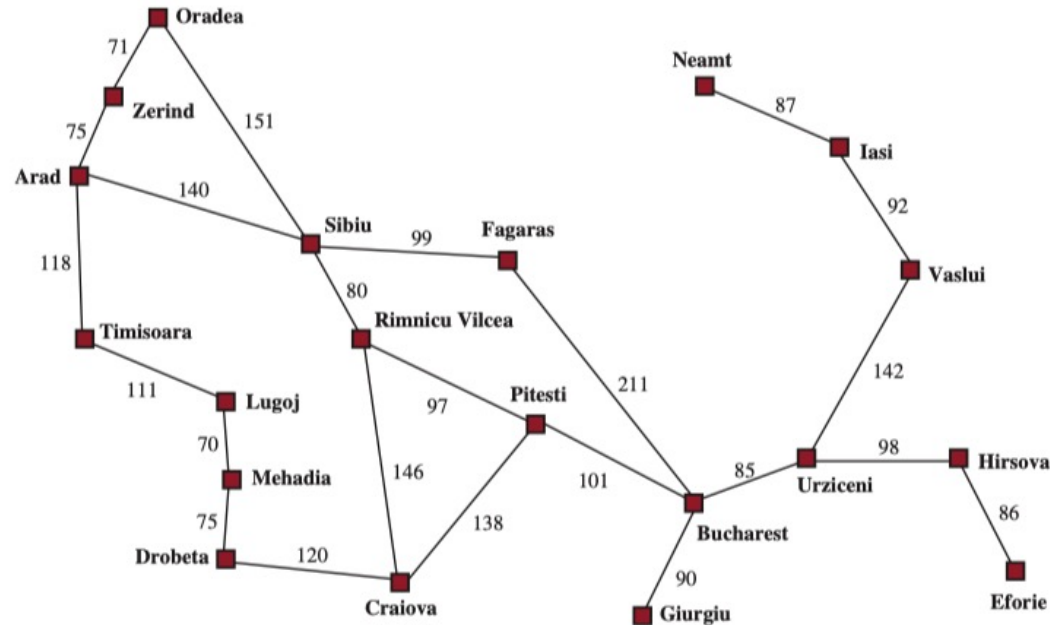 Oradea
71
Neamt
87
Zerind
151
75
Iasi
Arad
140
92
Sibiu
Fagaras
99
118
Vaslui
80
Timisoara
Rimnicu Vilcea
142
111
211
Lugoj
97
Pitesti
70
98
Hirsova
146
101
85
Mehadia
Urziceni
75
138
86
Bucharest
Drobeta
120
90
Craiova
Giurgiu
Eforie